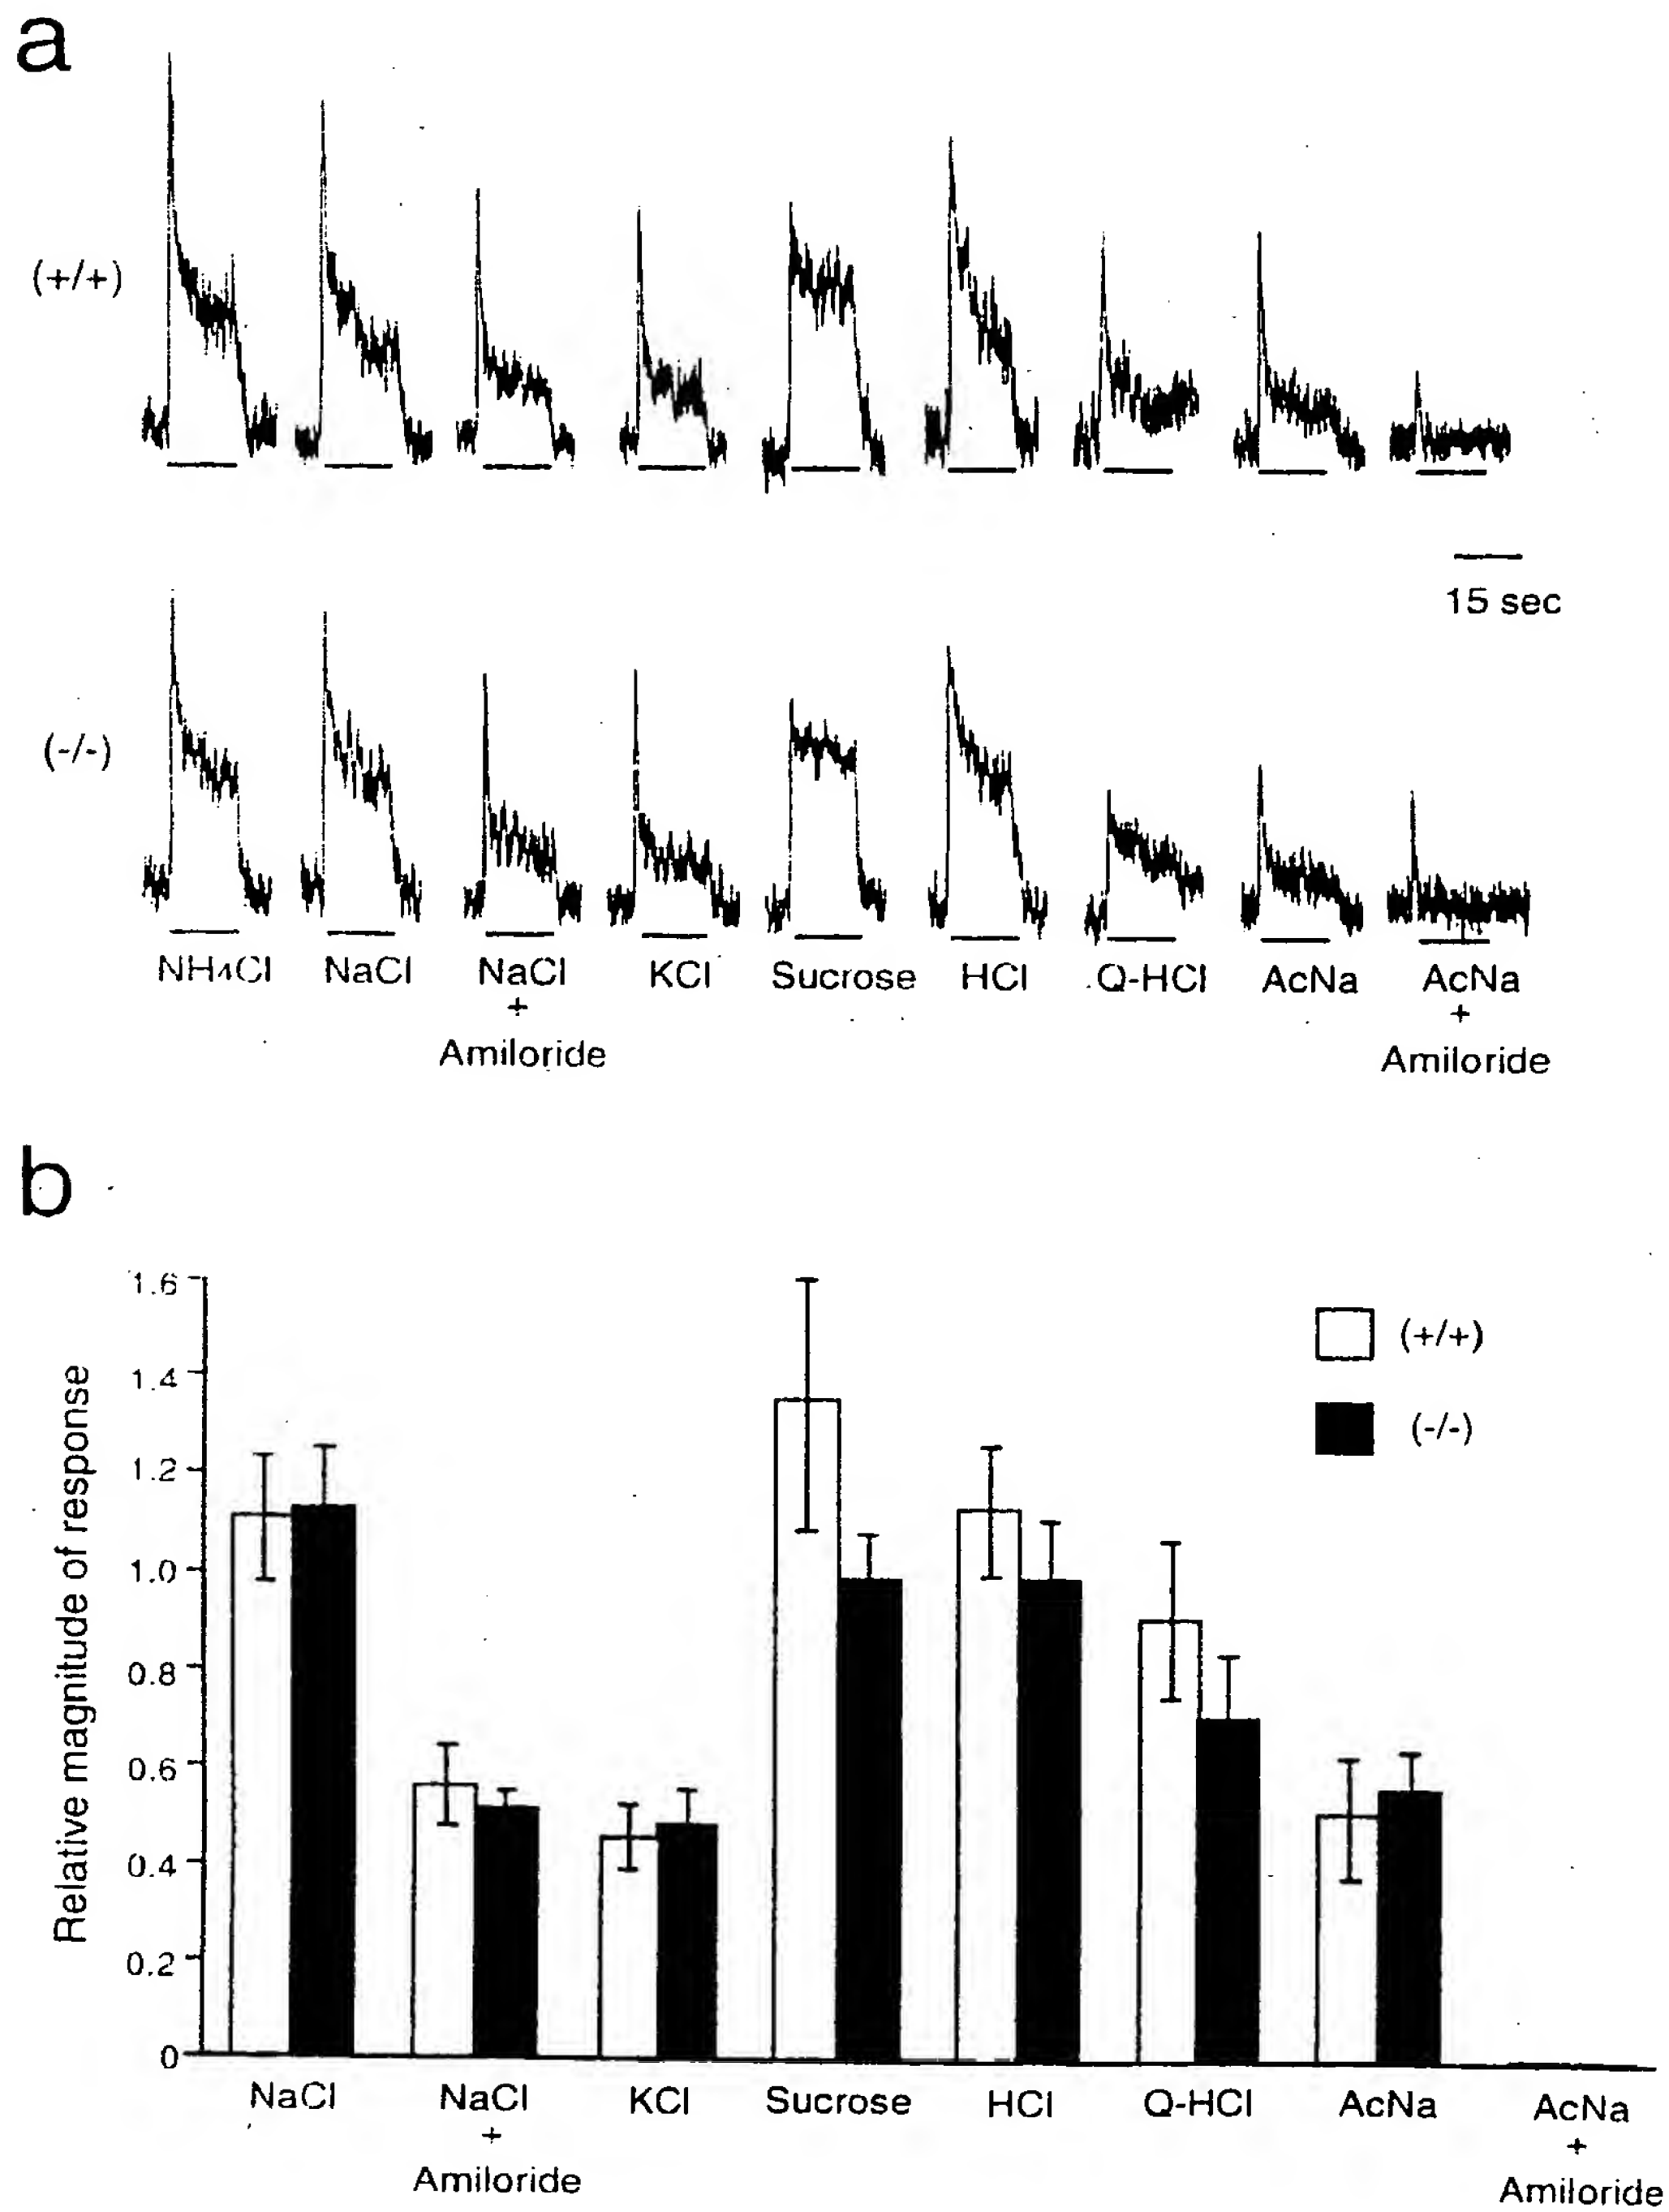 a
(+/+)
15 sec
(-/-)
NH4Cl NaCl NaCl KCl Sucrose HCl Q-HCl AcNa AcNa
+ +
Amiloride Amiloride
b
1.6
1.4
1.2
1.0
0.8
0.6
0.4
0.2
0
Relative magnitude of response
(+/+)
(-/-)
NaCl NaCl KCl Sucrose HCl Q-HCl AcNa AcNa
+ +
Amiloride Amiloride